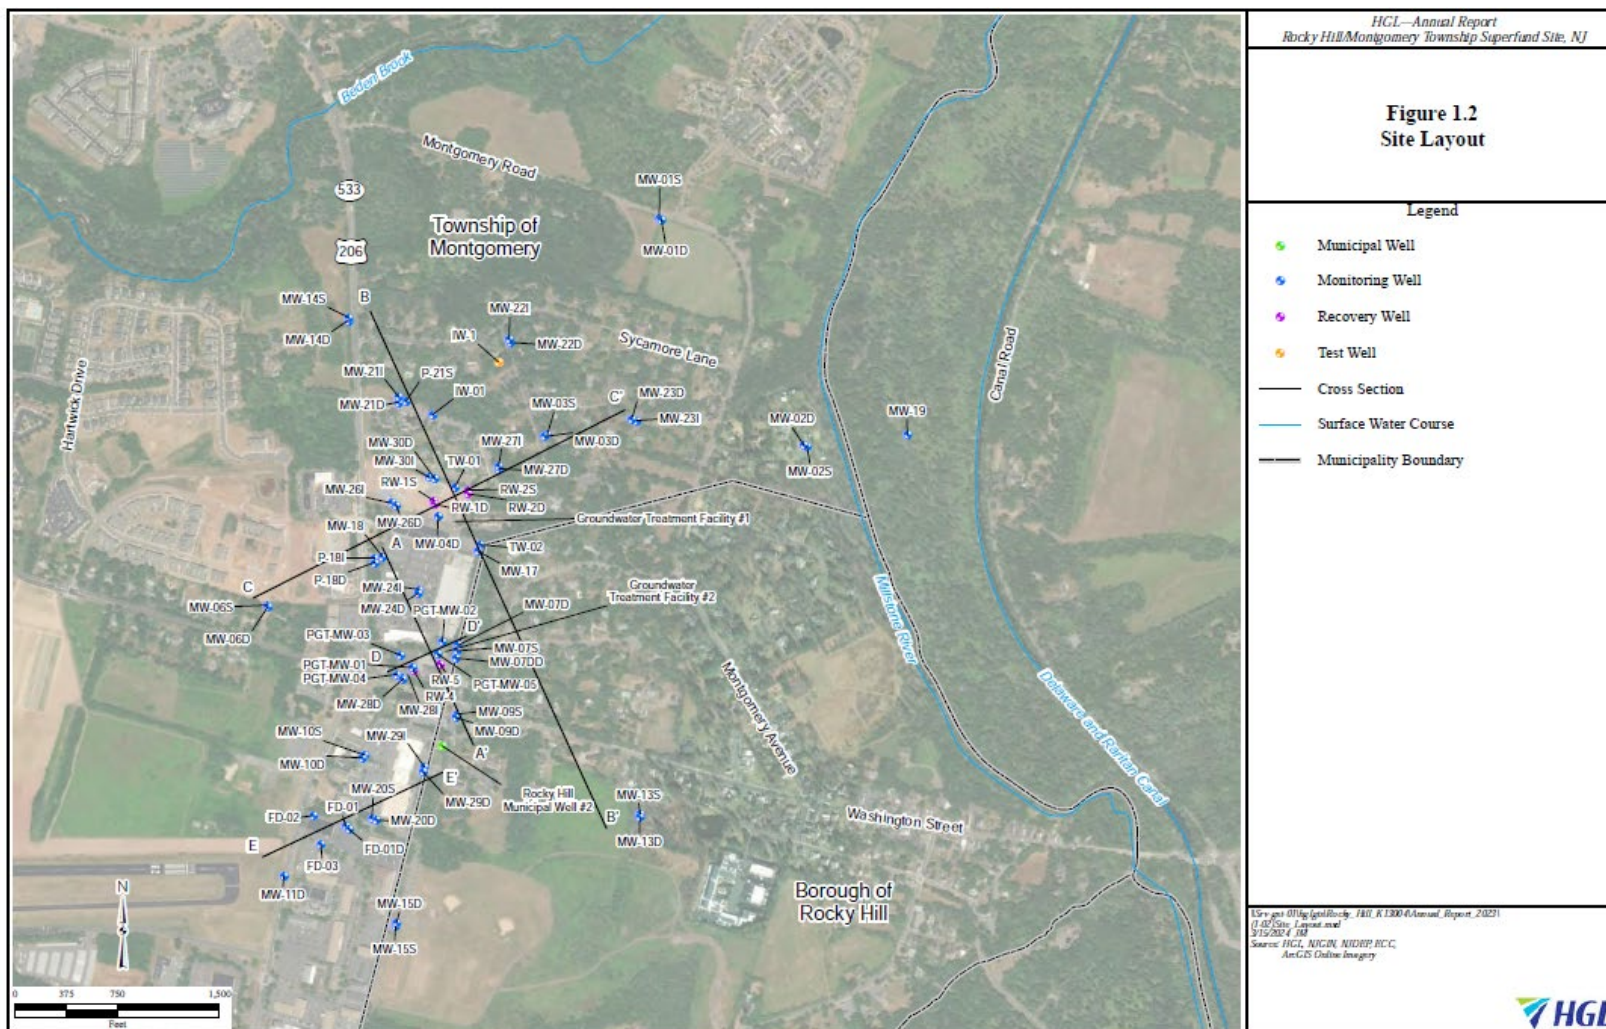 HGL—Annual Report
Rocky Hill/Montgomery Township Superfund Site, NJ
Figure 1.2
Site Layout
Legend
Municipal Well
Monitoring Well
Recovery Well
Test Well
Cross Section
Surface Water Course
Municipality Boundary
3/15/2024
Source: HGL, NJGIN, NJDEP, ECC,
ArcGIS Online Imagery
HGL
Beden Brook
Montgomery Road
533
206
Township of
Montgomery
MW-01S
MW-01D
MW-14S
MW-14D
B
MW-22I
IW-1
MW-22D
Sycamore Lane
Hartwick Drive
MW-21I
P-21S
MW-21D
IW-01
MW-03S
C'
MW-23D
MW-23I
MW-03D
MW-02D
MW-02S
MW-19
Canal Road
MW-30D
MW-30I
TW-01
MW-27I
MW-27D
RW-1S
RW-2S
MW-26I
RW-1D
RW-2D
MW-26D
MW-18
A
MW-04D
Groundwater Treatment Facility #1
TW-02
MW-17
P-18I
P-18D
C
MW-24I
MW-24D
MW-06S
MW-06D
PGT-MW-02
MW-07D
Groundwater
Treatment Facility #2
D'
PGT-MW-03
D
MW-07S
MW-07DD
PGT-MW-01
PGT-MW-04
RW-5
RW-4
PGT-MW-05
MW-28D
MW-28I
MW-09S
MW-09D
MW-10S
MW-10D
MW-29I
A'
E'
MW-29D
Rocky Hill
Municipal Well #2
MW-20S
FD-01
FD-02
MW-20D
FD-01D
E
FD-03
MW-11D
MW-13S
B'
MW-13D
MW-15D
MW-15S
Millstone River
Montgomery Avenue
Delaware and Raritan Canal
Washington Street
Borough of
Rocky Hill
N
0 375 750 1,500
Feet